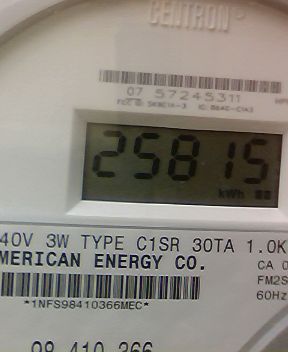 CENTRON®
07 57245311
25815
kWh
40V 3W TYPE C1SR 30TA 1.0K
MERICAN ENERGY CO.
CA 0
FM2S
*1NFS98410366MEC*
60Hz
98 410 366